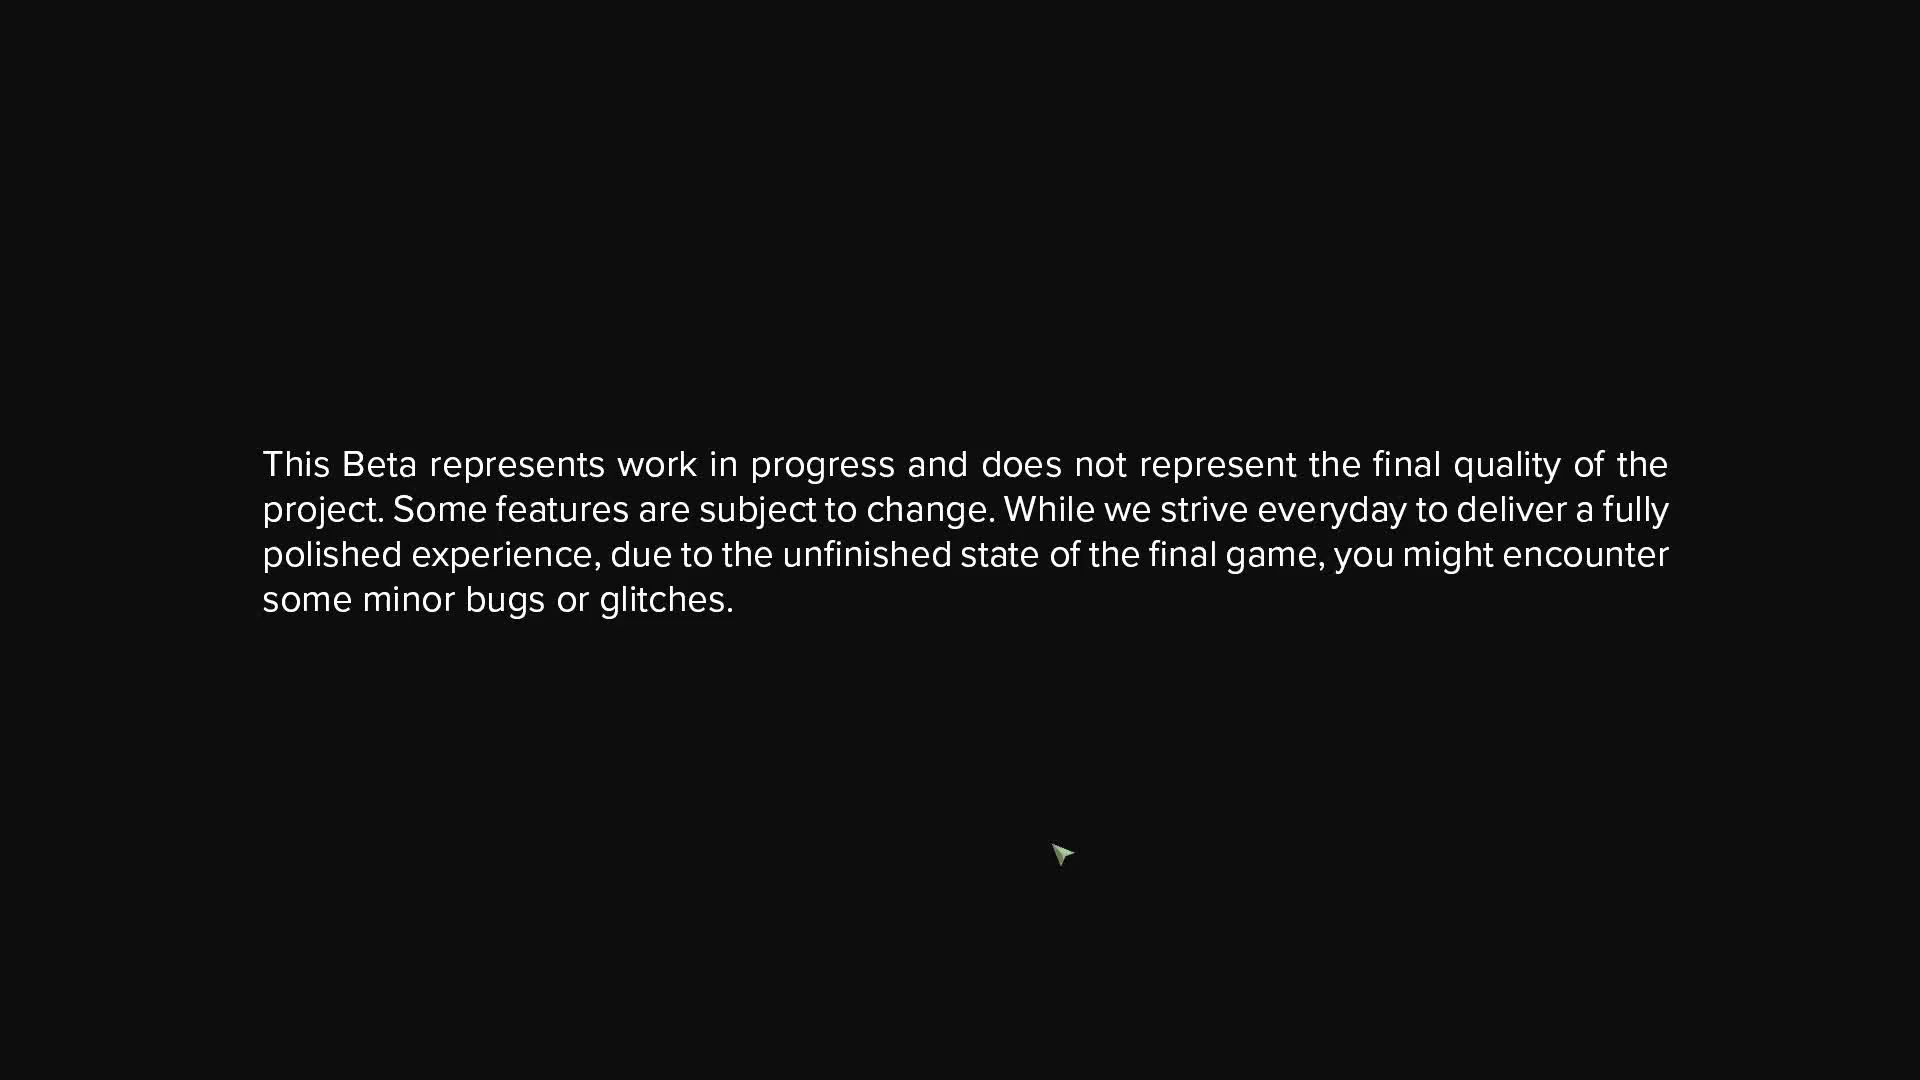 This Beta represents work in progress and does not represent the final quality of the
project. Some features are subject to change. While we strive everyday to deliver a fully
polished experience, due to the unfinished state of the final game, you might encounter
some minor bugs or glitches.